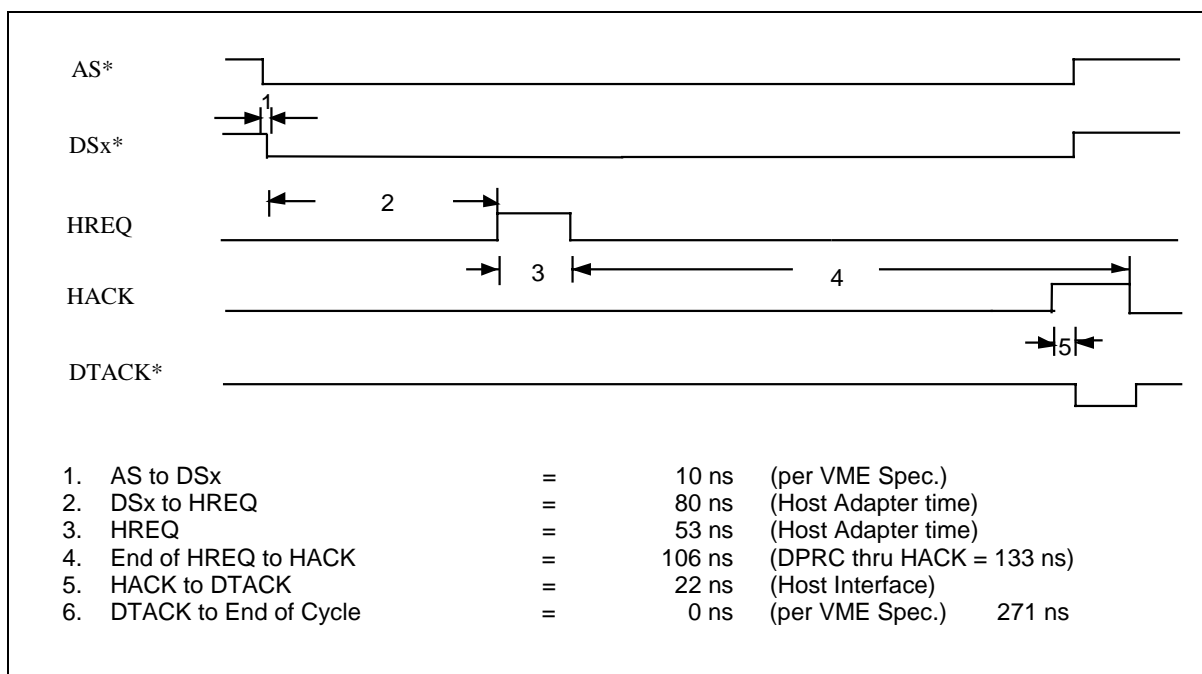 AS*
1
DSx*
2
HREQ
3
4
HACK
5
DTACK*
1. AS to DSx = 10 ns (per VME Spec.)
2. DSx to HREQ = 80 ns (Host Adapter time)
3. HREQ = 53 ns (Host Adapter time)
4. End of HREQ to HACK = 106 ns (DPRC thru HACK = 133 ns)
5. HACK to DTACK = 22 ns (Host Interface)
6. DTACK to End of Cycle = 0 ns (per VME Spec.) 271 ns